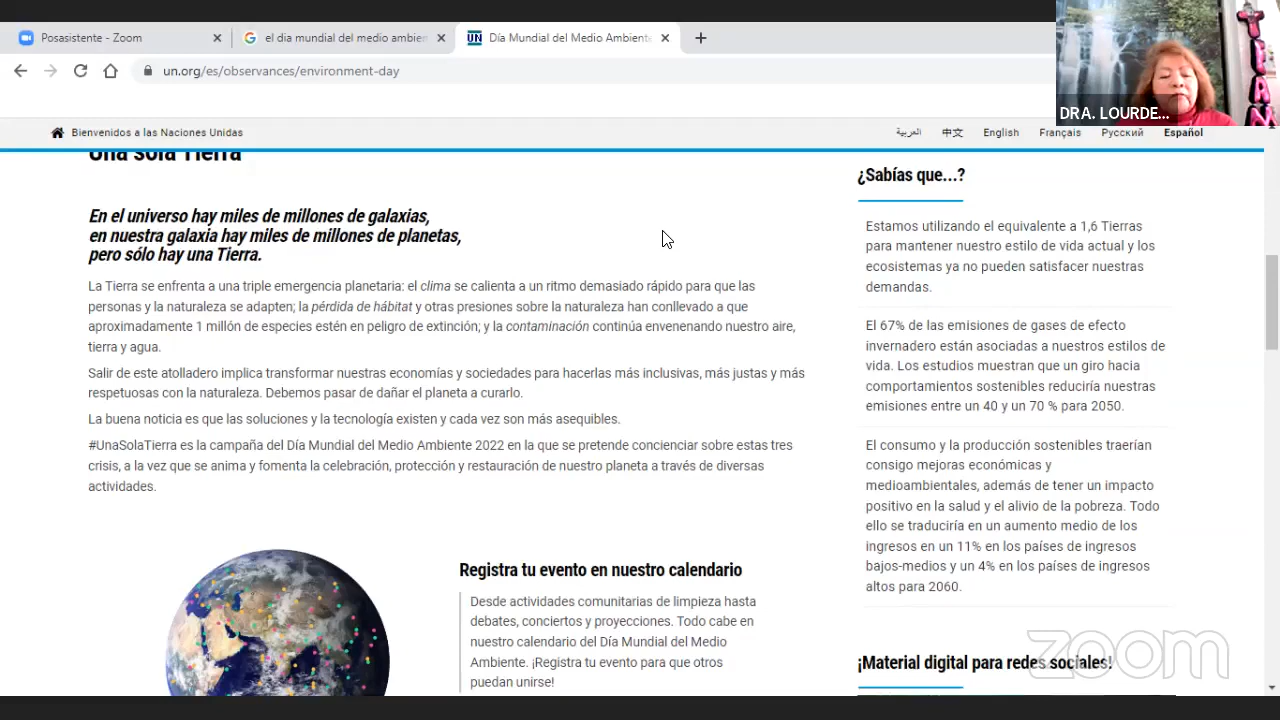 Posasistente - Zoom
el dia mundial del medio ambien
UN
Día Mundial del Medio Ambiente
un.org/es/observances/environment-day
DRA. LOURDE...
Bienvenidos a las Naciones Unidas
العربية
中文
English
Français
Русский
Español
Una sola Tierra
En el universo hay miles de millones de galaxias,
en nuestra galaxia hay miles de millones de planetas,
pero sólo hay una Tierra.
La Tierra se enfrenta a una triple emergencia planetaria: el clima se calienta a un ritmo demasiado rápido para que las
personas y la naturaleza se adapten; la pérdida de hábitat y otras presiones sobre la naturaleza han conllevado a que
aproximadamente 1 millón de especies estén en peligro de extinción; y la contaminación continúa envenenando nuestro aire,
tierra y agua.
Salir de este atolladero implica transformar nuestras economías y sociedades para hacerlas más inclusivas, más justas y más
respetuosas con la naturaleza. Debemos pasar de dañar el planeta a curarlo.
La buena noticia es que las soluciones y la tecnología existen y cada vez son más asequibles.
#UnaSolaTierra es la campaña del Día Mundial del Medio Ambiente 2022 en la que se pretende concienciar sobre estas tres
crisis, a la vez que se anima y fomenta la celebración, protección y restauración de nuestro planeta a través de diversas
actividades.
Registra tu evento en nuestro calendario
Desde actividades comunitarias de limpieza hasta
debates, conciertos y proyecciones. Todo cabe en
nuestro calendario del Día Mundial del Medio
Ambiente. ¡Registra tu evento para que otros
puedan unirse!
¿Sabías que...?
Estamos utilizando el equivalente a 1,6 Tierras
para mantener nuestro estilo de vida actual y los
ecosistemas ya no pueden satisfacer nuestras
demandas.
El 67% de las emisiones de gases de efecto
invernadero están asociadas a nuestros estilos de
vida. Los estudios muestran que un giro hacia
comportamientos sostenibles reduciría nuestras
emisiones entre un 40 y un 70 % para 2050.
El consumo y la producción sostenibles traerían
consigo mejoras económicas y
medioambientales, además de tener un impacto
positivo en la salud y el alivio de la pobreza. Todo
ello se traduciría en un aumento medio de los
ingresos en un 11% en los países de ingresos
bajos-medios y un 4% en los países de ingresos
altos para 2060.
¡Material digital para redes sociales!
zoom